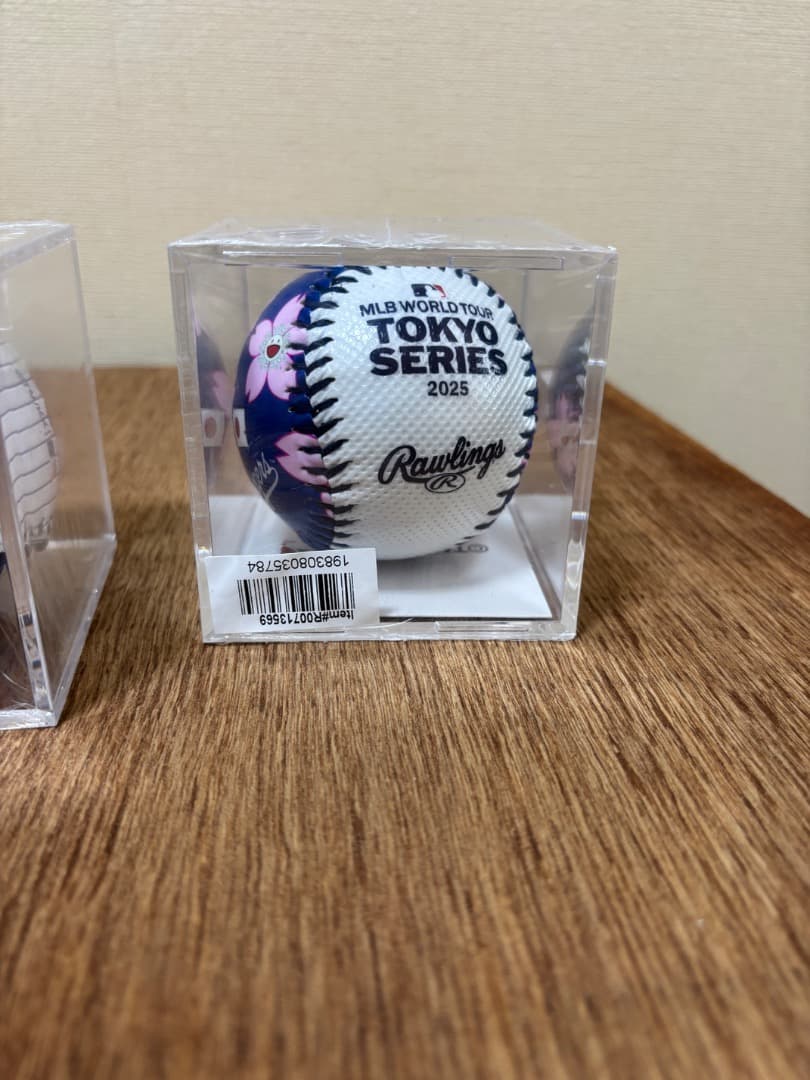 MLB WORLD TOUR
TOKYO
SERIES
2025
Rawlings
R
Item#R00713569
198308035784